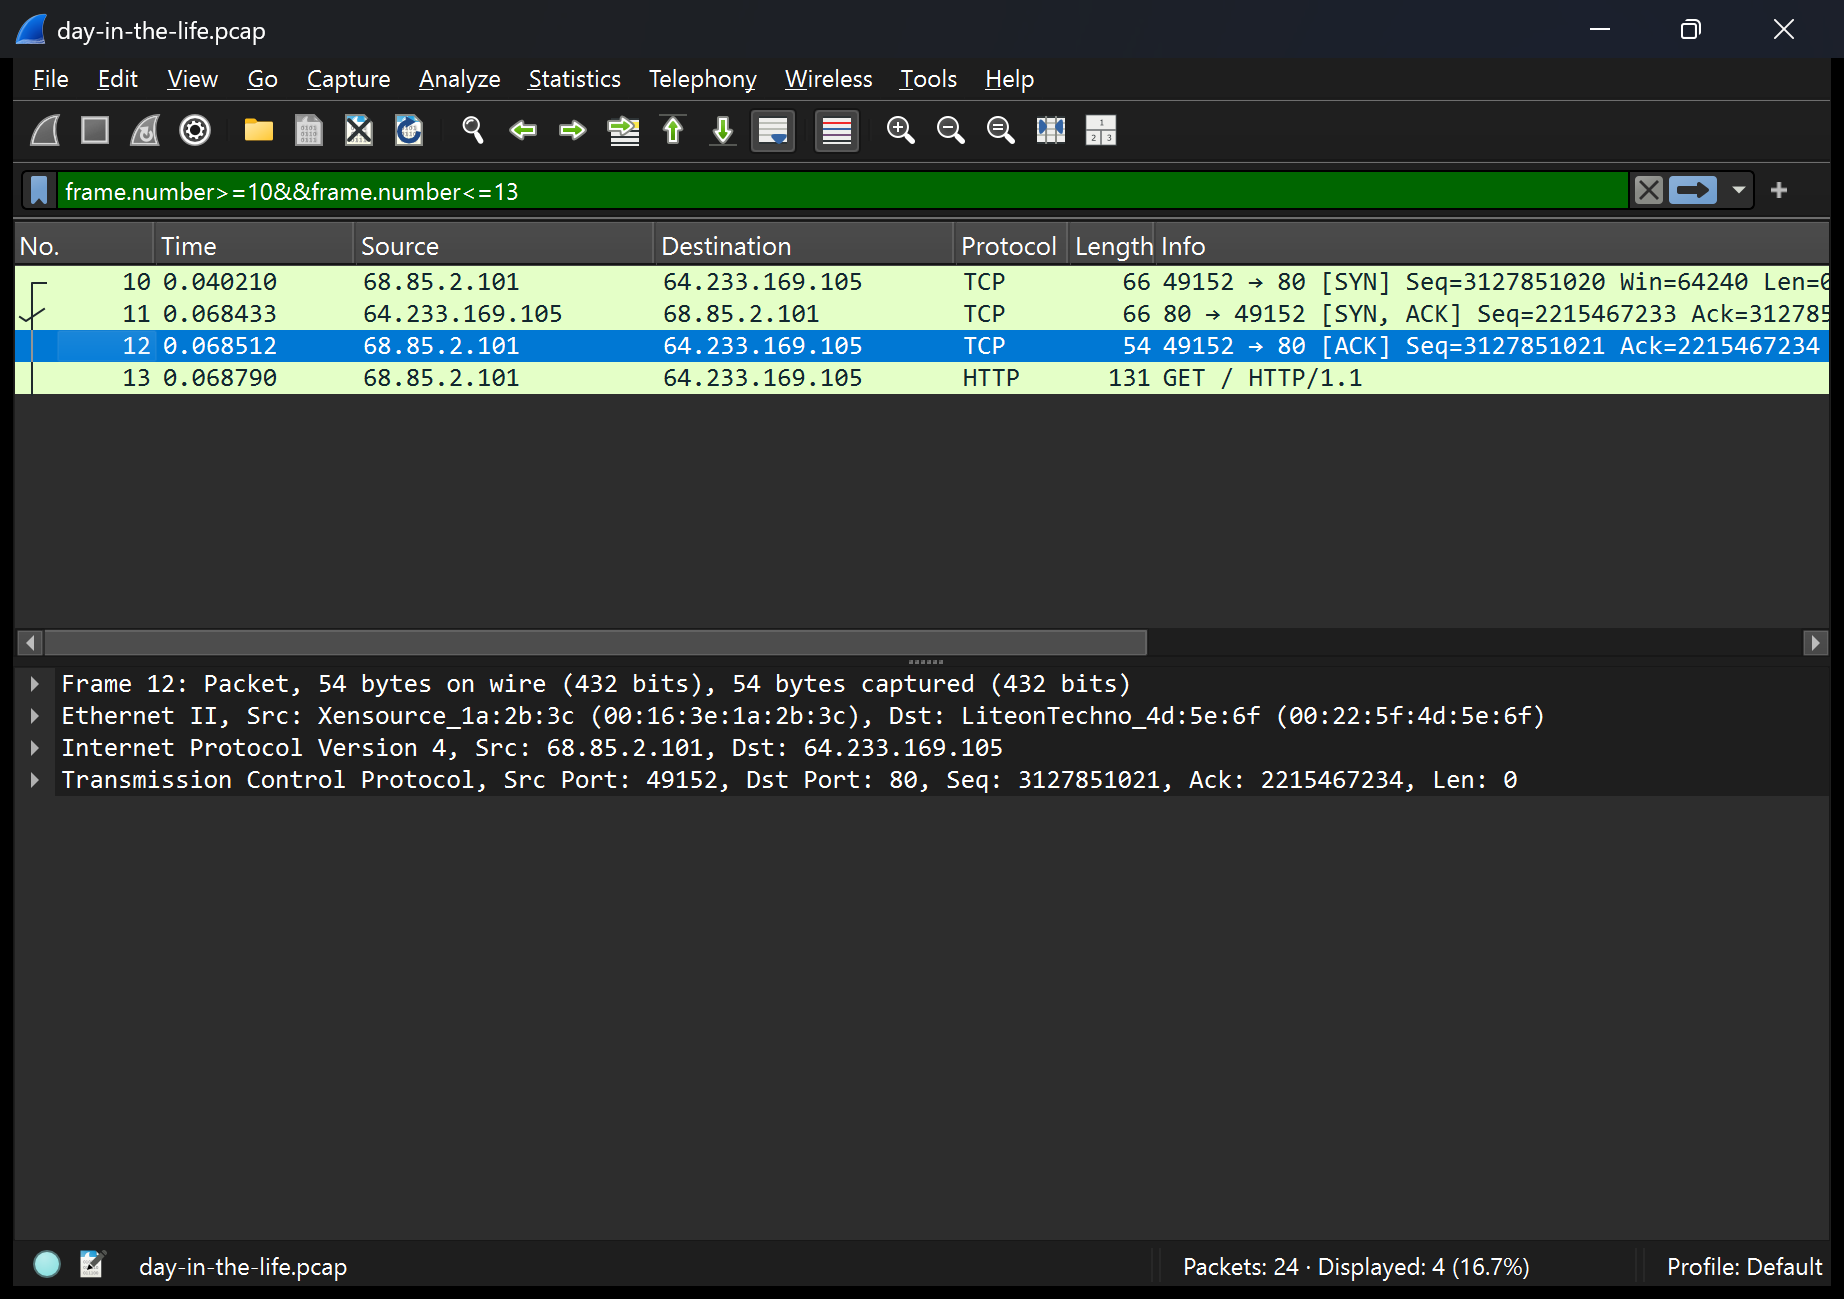 day-in-the-life.pcap
File Edit View Go Capture Analyze Statistics Telephony Wireless Tools Help
frame.number>=10&&frame.number<=13
No. Time Source Destination Protocol Length Info
10 0.040210 68.85.2.101 64.233.169.105 TCP 66 49152 → 80 [SYN] Seq=3127851020 Win=64240 Len=0
11 0.068433 64.233.169.105 68.85.2.101 TCP 66 80 → 49152 [SYN, ACK] Seq=2215467233 Ack=312785
12 0.068512 68.85.2.101 64.233.169.105 TCP 54 49152 → 80 [ACK] Seq=3127851021 Ack=2215467234
13 0.068790 68.85.2.101 64.233.169.105 HTTP 131 GET / HTTP/1.1
Frame 12: Packet, 54 bytes on wire (432 bits), 54 bytes captured (432 bits)
Ethernet II, Src: Xensource_1a:2b:3c (00:16:3e:1a:2b:3c), Dst: LiteonTechno_4d:5e:6f (00:22:5f:4d:5e:6f)
Internet Protocol Version 4, Src: 68.85.2.101, Dst: 64.233.169.105
Transmission Control Protocol, Src Port: 49152, Dst Port: 80, Seq: 3127851021, Ack: 2215467234, Len: 0
day-in-the-life.pcap Packets: 24 · Displayed: 4 (16.7%) Profile: Default